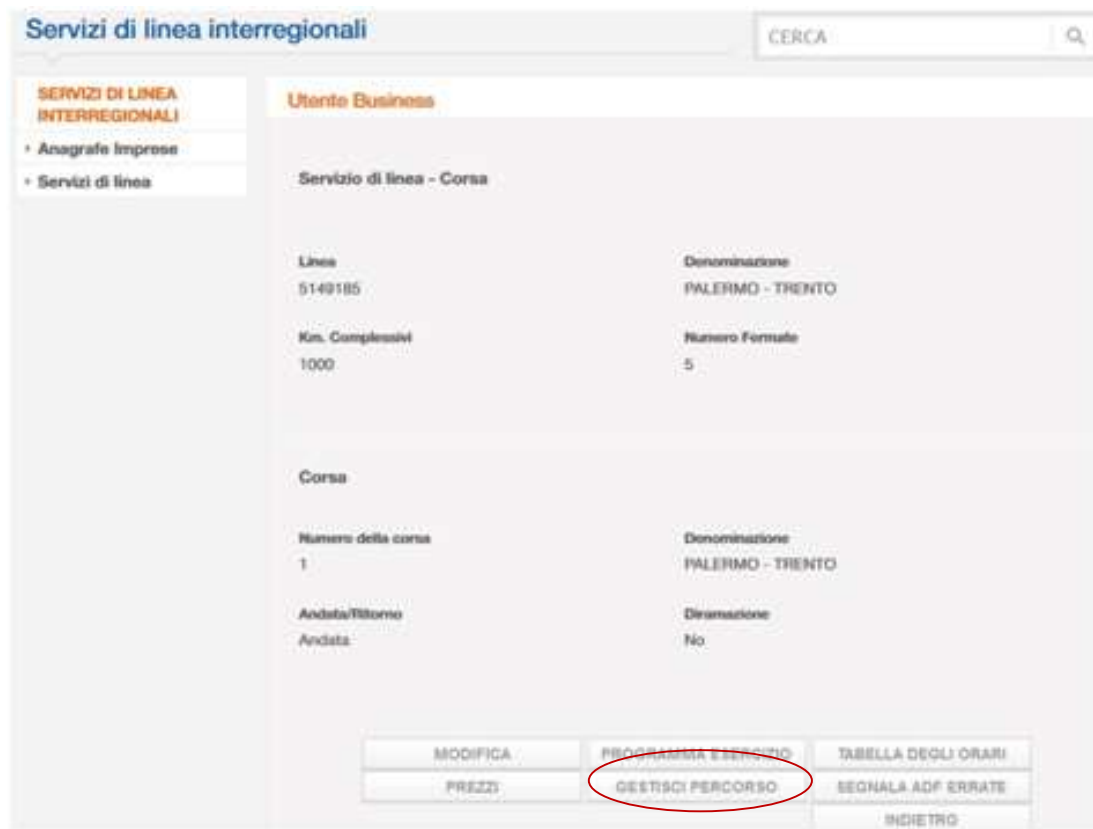 Servizi di linea interregionali
CERCA
SERVIZI DI LINEA
INTERREGIONALI
Anagrafe Imprese
Servizi di linea
Utente Business
Servizio di linea - Corsa
Linea
Denominazione
5149185
PALERMO - TRENTO
Km. Complessivi
Numero Fermate
1000
5
Corsa
Numero della corsa
Denominazione
1
PALERMO - TRENTO
Andata/Ritorno
Diramazione
Andata
No
MODIFICA
PROGRAMMA ESERCIZIO
TABELLA DEGLI ORARI
PREZZI
GESTISCI PERCORSO
SEGNALA ADF ERRATE
INDIETRO